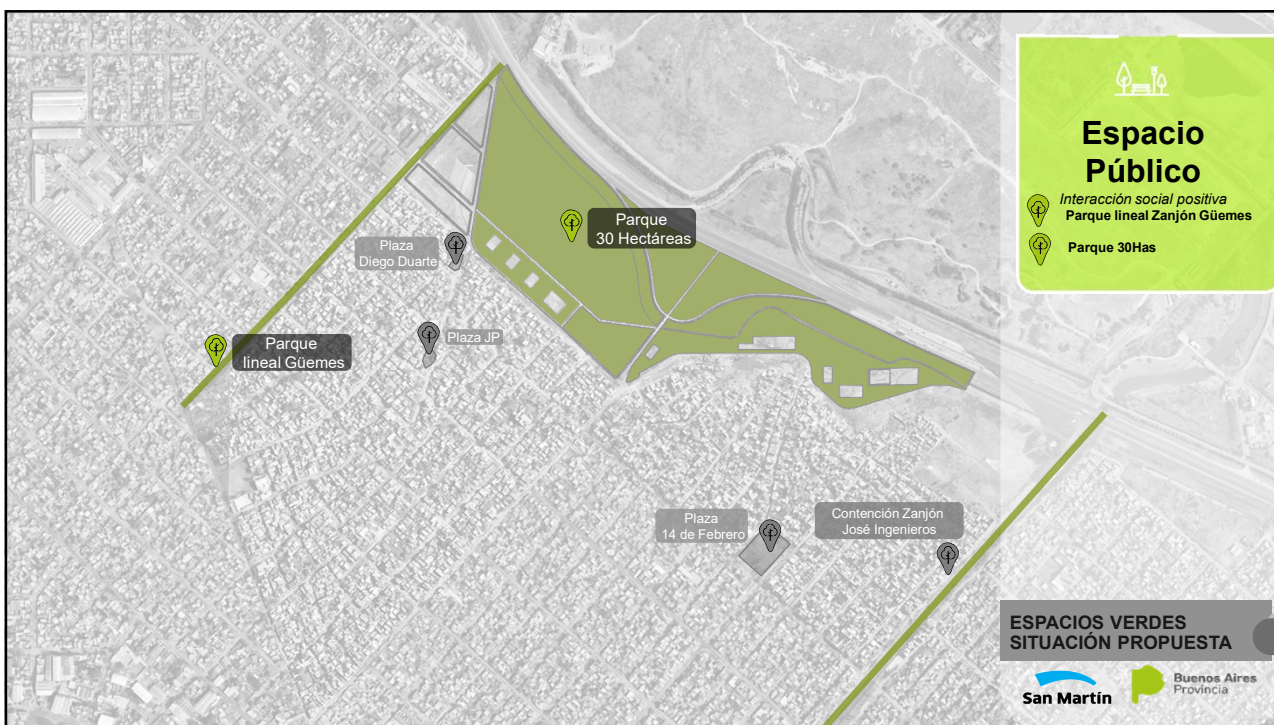 Espacio
Público
Interacción social positiva
Parque lineal Zanjón Güemes
Parque 30Has
Parque
30 Hectáreas
Plaza
Diego Duarte
Plaza JP
Parque
lineal Güemes
Plaza
14 de Febrero
Contención Zanjón
José Ingenieros
ESPACIOS VERDES
SITUACIÓN PROPUESTA
San Martín
Buenos Aires
Provincia